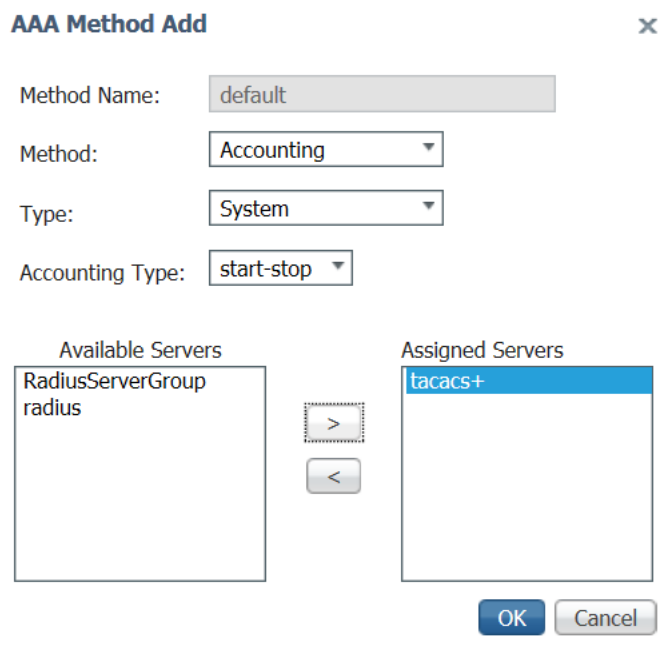 AAA Method Add
Method Name: default
Method: Accounting
Type: System
Accounting Type: start-stop
Available Servers Assigned Servers
RadiusServerGroup tacacs+
radius
>
<
OK Cancel